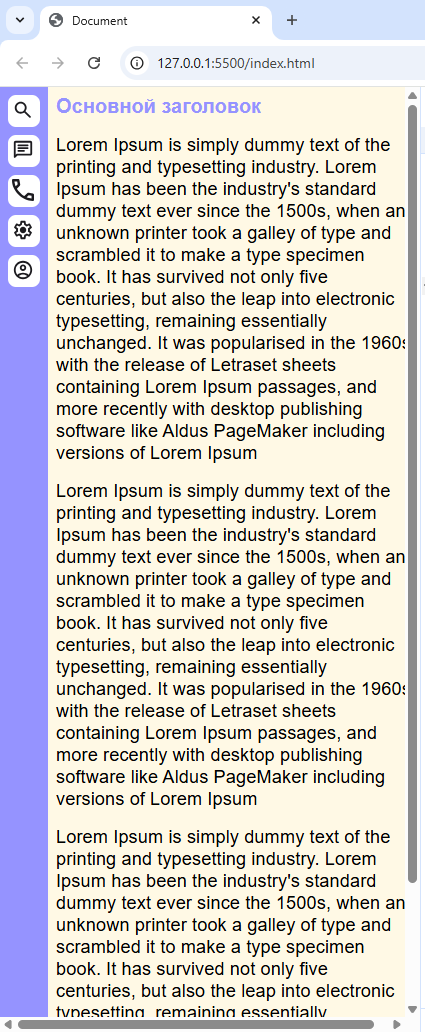 Document
127.0.0.1:5500/index.html
Основной заголовок
Lorem Ipsum is simply dummy text of the
printing and typesetting industry. Lorem
Ipsum has been the industry's standard
dummy text ever since the 1500s, when an
unknown printer took a galley of type and
scrambled it to make a type specimen
book. It has survived not only five
centuries, but also the leap into electronic
typesetting, remaining essentially
unchanged. It was popularised in the 1960s
with the release of Letraset sheets
containing Lorem Ipsum passages, and
more recently with desktop publishing
software like Aldus PageMaker including
versions of Lorem Ipsum
Lorem Ipsum is simply dummy text of the
printing and typesetting industry. Lorem
Ipsum has been the industry's standard
dummy text ever since the 1500s, when an
unknown printer took a galley of type and
scrambled it to make a type specimen
book. It has survived not only five
centuries, but also the leap into electronic
typesetting, remaining essentially
unchanged. It was popularised in the 1960s
with the release of Letraset sheets
containing Lorem Ipsum passages, and
more recently with desktop publishing
software like Aldus PageMaker including
versions of Lorem Ipsum
Lorem Ipsum is simply dummy text of the
printing and typesetting industry. Lorem
Ipsum has been the industry's standard
dummy text ever since the 1500s, when an
unknown printer took a galley of type and
scrambled it to make a type specimen
book. It has survived not only five
centuries, but also the leap into electronic
typesetting, remaining essentially